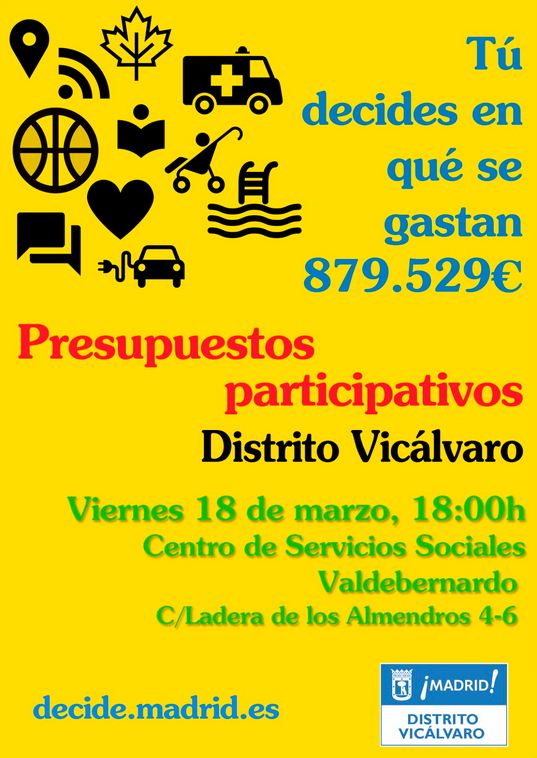 Tú
decides en
qué se
gastan
879.529€
Presupuestos
participativos
Distrito Vicálvaro
Viernes 18 de marzo, 18:00h
Centro de Servicios Sociales
Valdebernardo
C/Ladera de los Almendros 4-6
decide.madrid.es
¡MADRID!
DISTRITO
VICÁLVARO